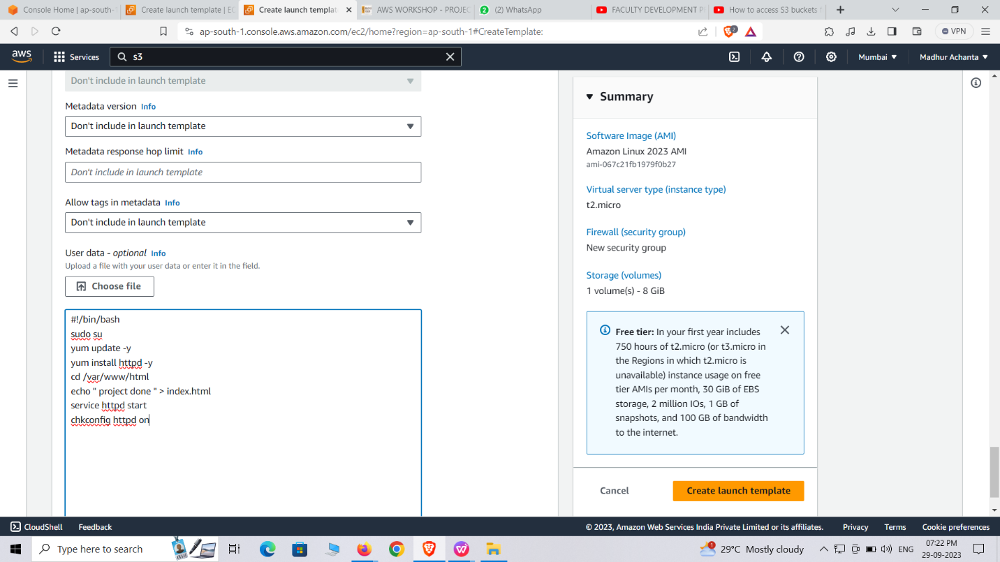 Console Home | ap-south-1
Create launch template | EC
Create launch templat
AWS WORKSHOP - PROJEC
(2) WhatsApp
FACULTY DEVELOPMENT P
How to access S3 buckets f
ap-south-1.console.aws.amazon.com/ec2/home?region=ap-south-1#CreateTemplate:
2
VPN
aws
Services
s3
Mumbai
Madhur Achanta
Don't include in launch template
Metadata version Info
Don't include in launch template
Metadata response hop limit Info
Don't include in launch template
Allow tags in metadata Info
Don't include in launch template
User data - optional Info
Upload a file with your user data or enter it in the field.
Choose file
#!/bin/bash
sudo su
yum update -y
yum install httpd -y
cd /var/www/html
echo " project done " > index.html
service httpd start
chkconfig httpd on
Summary
Software Image (AMI)
Amazon Linux 2023 AMI
ami-067c21fb1979f0b27
Virtual server type (instance type)
t2.micro
Firewall (security group)
New security group
Storage (volumes)
1 volume(s) - 8 GiB
Free tier: In your first year includes
750 hours of t2.micro (or t3.micro in
the Regions in which t2.micro is
unavailable) instance usage on free
tier AMIs per month, 30 GiB of EBS
storage, 2 million IOs, 1 GB of
snapshots, and 100 GB of bandwidth
to the internet.
Cancel
Create launch template
CloudShell
Feedback
© 2023, Amazon Web Services India Private Limited or its affiliates.
Privacy
Terms
Cookie preferences
Type here to search
1
29°C Mostly cloudy
ENG
07:22 PM
29-09-2023